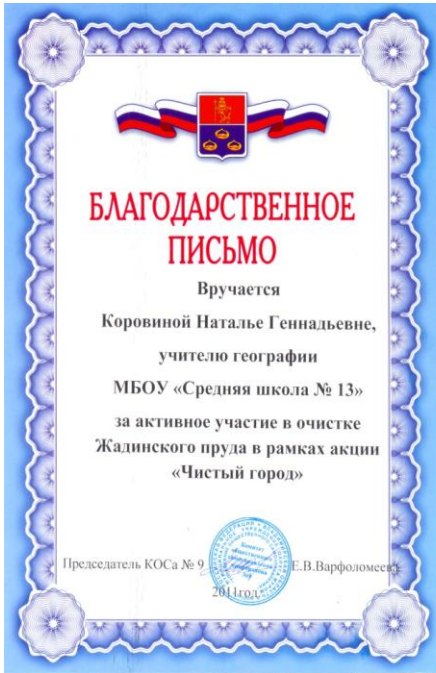 БЛАГОДАРСТВЕННОЕ
ПИСЬМО
Вручается
Коровиной Наталье Геннадьевне,
учителю географии
МБОУ «Средняя школа № 13»
за активное участие в очистке
Жадинского пруда в рамках акции
«Чистый город»
Председатель КОСа № 9 Е.В.Варфоломеев
2011год